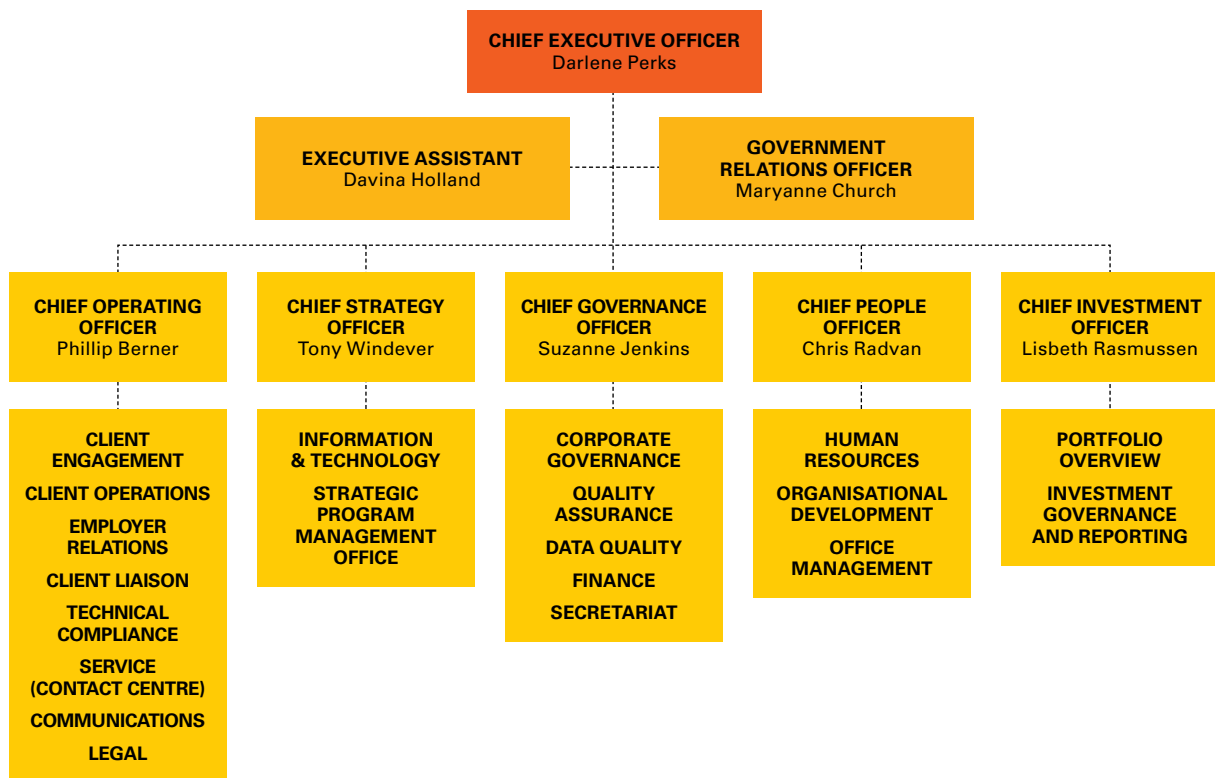 CHIEF EXECUTIVE OFFICER
Darlene Perks
EXECUTIVE ASSISTANT
Davina Holland
GOVERNMENT
RELATIONS OFFICER
Maryanne Church
CHIEF OPERATING
OFFICER
Phillip Berner
CHIEF STRATEGY
OFFICER
Tony Windever
CHIEF GOVERNANCE
OFFICER
Suzanne Jenkins
CHIEF PEOPLE
OFFICER
Chris Radvan
CHIEF INVESTMENT
OFFICER
Lisbeth Rasmussen
CLIENT
ENGAGEMENT
CLIENT OPERATIONS
EMPLOYER
RELATIONS
CLIENT LIAISON
TECHNICAL
COMPLIANCE
SERVICE
(CONTACT CENTRE)
COMMUNICATIONS
LEGAL
INFORMATION
& TECHNOLOGY
STRATEGIC
PROGRAM
MANAGEMENT
OFFICE
CORPORATE
GOVERNANCE
QUALITY
ASSURANCE
DATA QUALITY
FINANCE
SECRETARIAT
HUMAN
RESOURCES
ORGANISATIONAL
DEVELOPMENT
OFFICE
MANAGEMENT
PORTFOLIO
OVERVIEW
INVESTMENT
GOVERNANCE
AND REPORTING